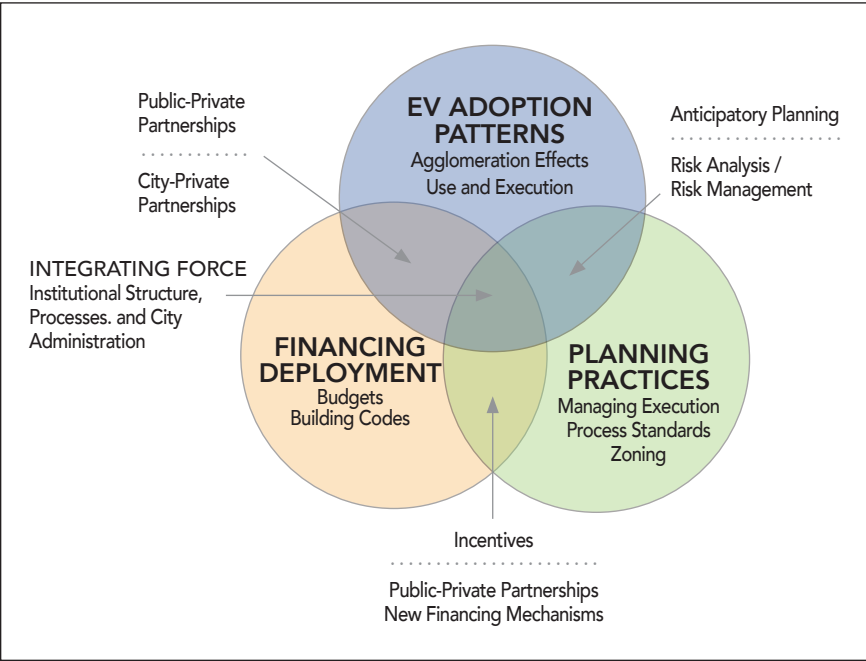 Public-Private
Partnerships
City-Private
Partnerships
EV ADOPTION
PATTERNS
Agglomeration Effects
Use and Execution
Anticipatory Planning
Risk Analysis /
Risk Management
INTEGRATING FORCE
Institutional Structure,
Processes. and City
Administration
FINANCING
DEPLOYMENT
Budgets
Building Codes
PLANNING
PRACTICES
Managing Execution
Process Standards
Zoning
Incentives
Public-Private Partnerships
New Financing Mechanisms